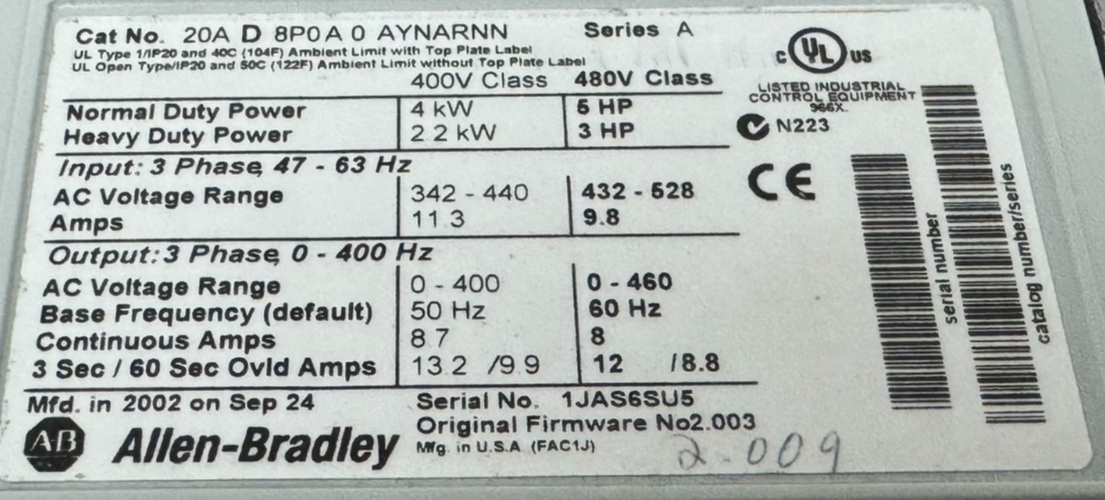 Cat No. 20A D 8P0 A 0 AYNARNN Series A
UL Type 1/IP20 and 40C (104F) Ambient Limit with Top Plate Label
UL Open Type/IP20 and 50C (122F) Ambient Limit without Top Plate Label
400V Class 480V Class
Normal Duty Power 4 kW 5 HP
Heavy Duty Power 2.2 kW 3 HP
Input: 3 Phase, 47 - 63 Hz
AC Voltage Range 342 - 440 432 - 528
Amps 11.3 9.8
Output: 3 Phase, 0 - 400 Hz
AC Voltage Range 0 - 400 0 - 460
Base Frequency (default) 50 Hz 60 Hz
Continuous Amps 8.7 8
3 Sec / 60 Sec Ovld Amps 13.2 /9.9 12 /8.8
Mfd. in 2002 on Sep 24 Serial No. 1JAS6SU5
Original Firmware No2.003
AB Allen-Bradley Mfg. in U.S.A (FAC1J)
2.009
C UL US
LISTED INDUSTRIAL
CONTROL EQUIPMENT
966X
N223
CE
serial number
catalog number/series